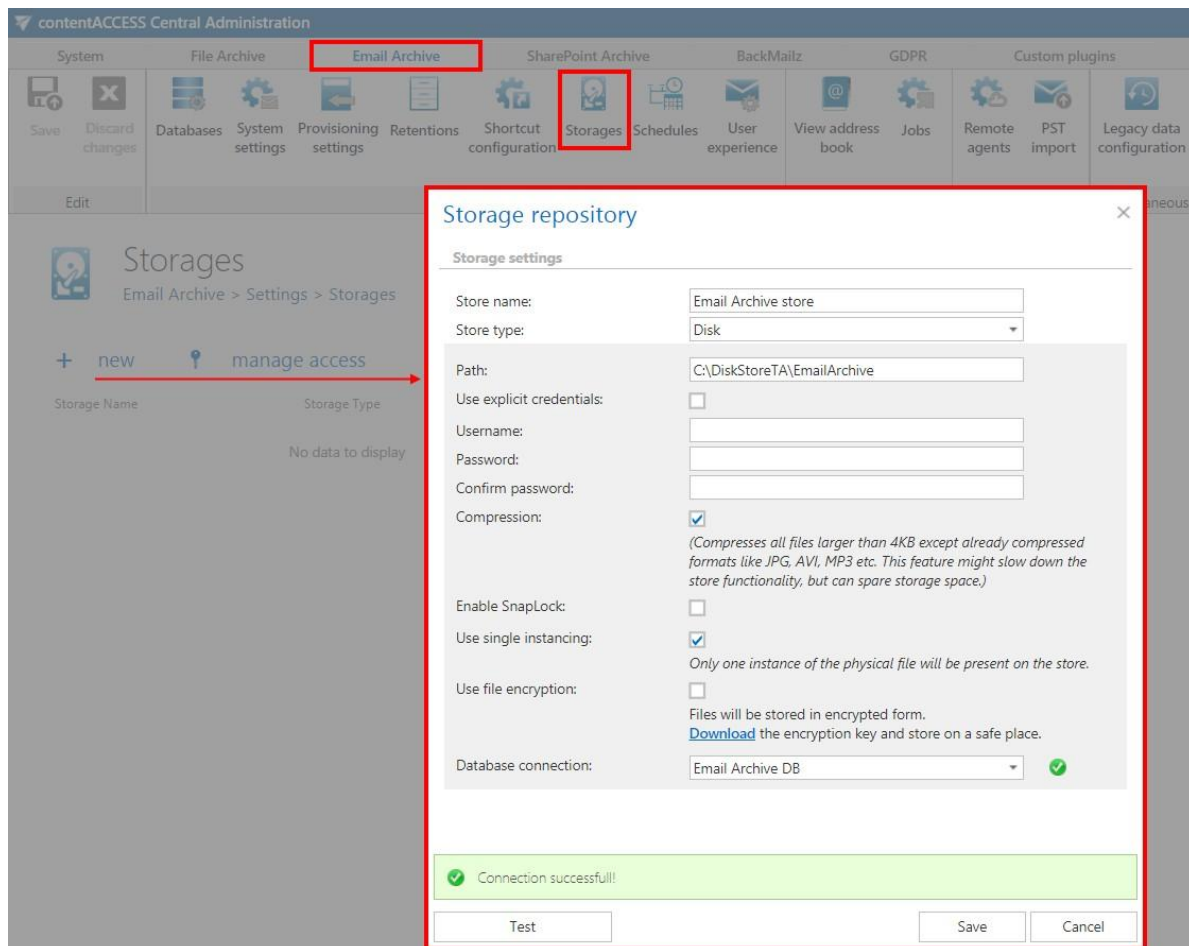 contentACCESS Central Administration
System File Archive Email Archive SharePoint Archive BackMailz GDPR Custom plugins
Save Discard changes Databases System settings Provisioning settings Retentions Shortcut configuration Storages Schedules User experience View address book Jobs Remote agents PST import Legacy data configuration
Edit
Storages
Email Archive > Settings > Storages
+ new manage access
Storage Name Storage Type
No data to display
Storage repository
Storage settings
Store name: Email Archive store
Store type: Disk
Path: C:\DiskStoreTA\EmailArchive
Use explicit credentials:
Username:
Password:
Confirm password:
Compression:
(Compresses all files larger than 4KB except already compressed
formats like JPG, AVI, MP3 etc. This feature might slow down the
store functionality, but can spare storage space.)
Enable SnapLock:
Use single instancing:
Only one instance of the physical file will be present on the store.
Use file encryption:
Files will be stored in encrypted form.
Download the encryption key and store on a safe place.
Database connection: Email Archive DB
Connection successfull!
Test Save Cancel